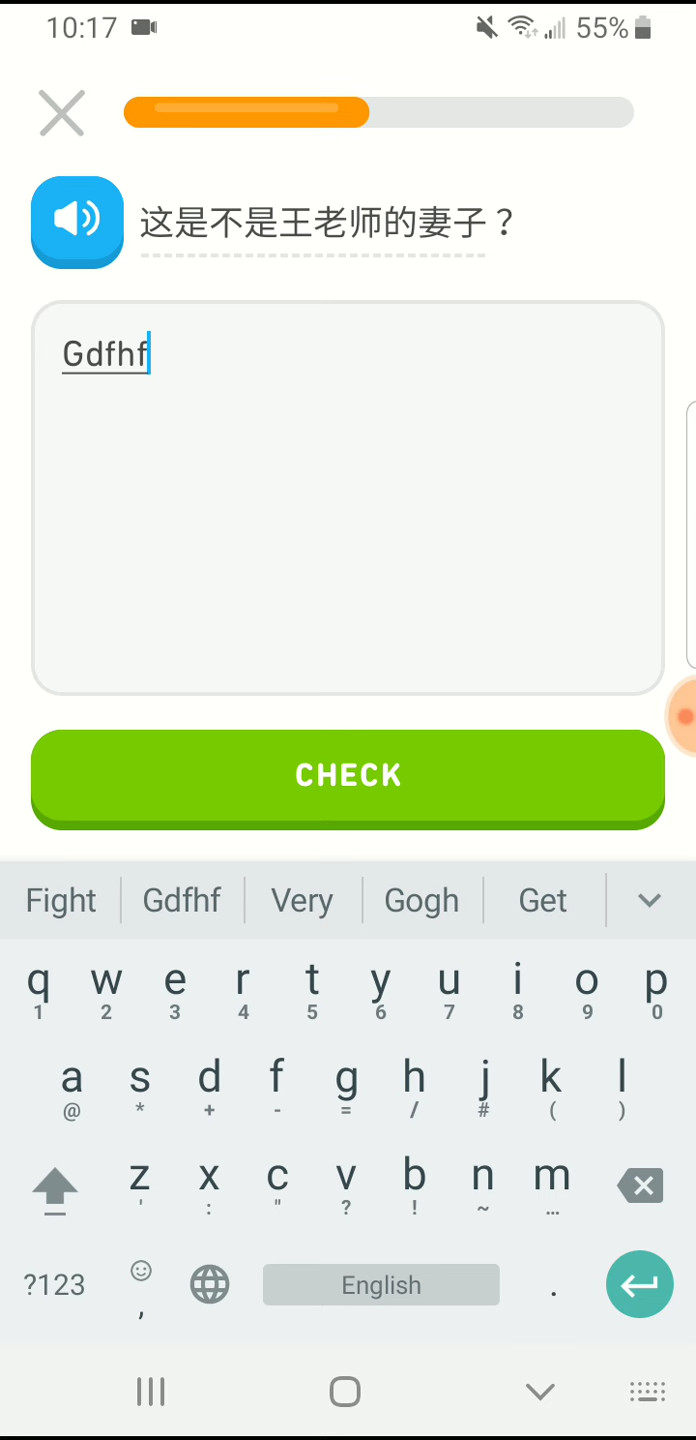 10:17 55%
这是不是王老师的妻子？
Gdfhf
CHECK
Fight Gdfhf Very Gogh Get
q w e r t y u i o p
1 2 3 4 5 6 7 8 9 0
a s d f g h j k l
@ * + - = / # ( )
z x c v b n m
' : " ? ! ~ …
?123 , English .